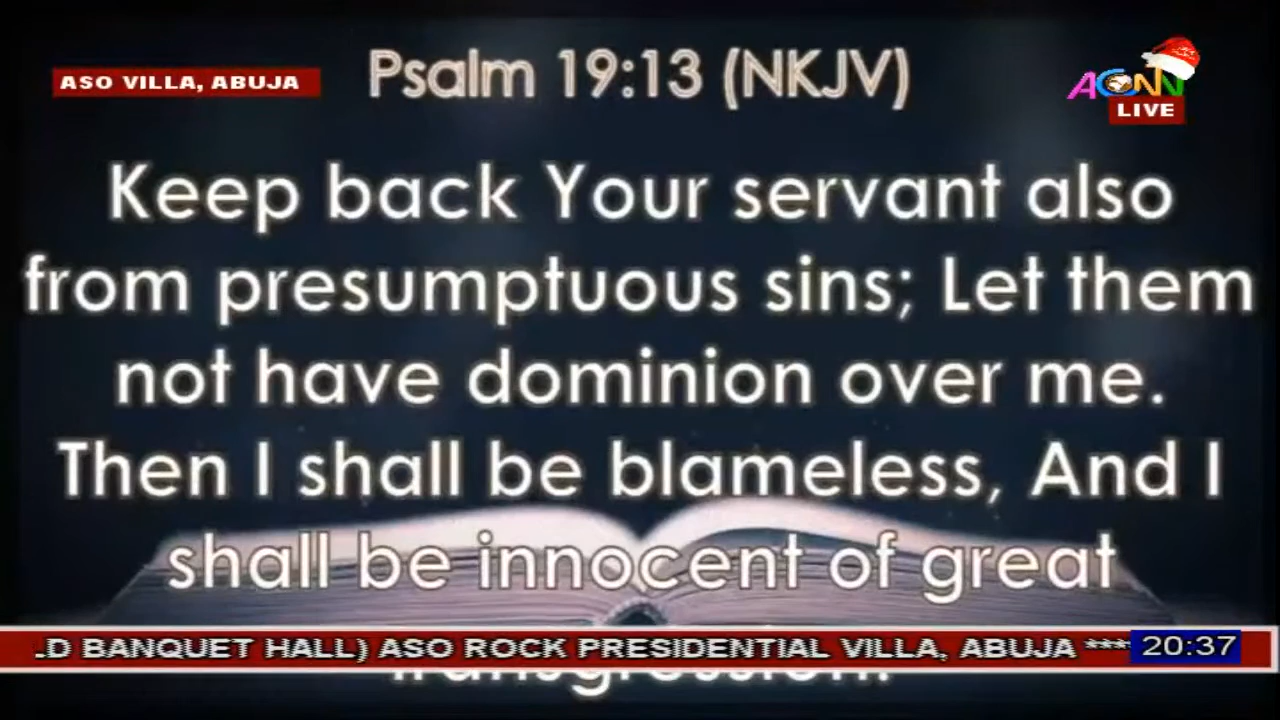 Psalm 19:13 (NKJV)
ASO VILLA, ABUJA
ACNN
LIVE
Keep back Your servant also
from presumptuous sins; Let them
not have dominion over me.
Then I shall be blameless, And I
shall be innocent of great
.D BANQUET HALL) ASO ROCK PRESIDENTIAL VILLA, ABUJA ***
20:37
transgression.